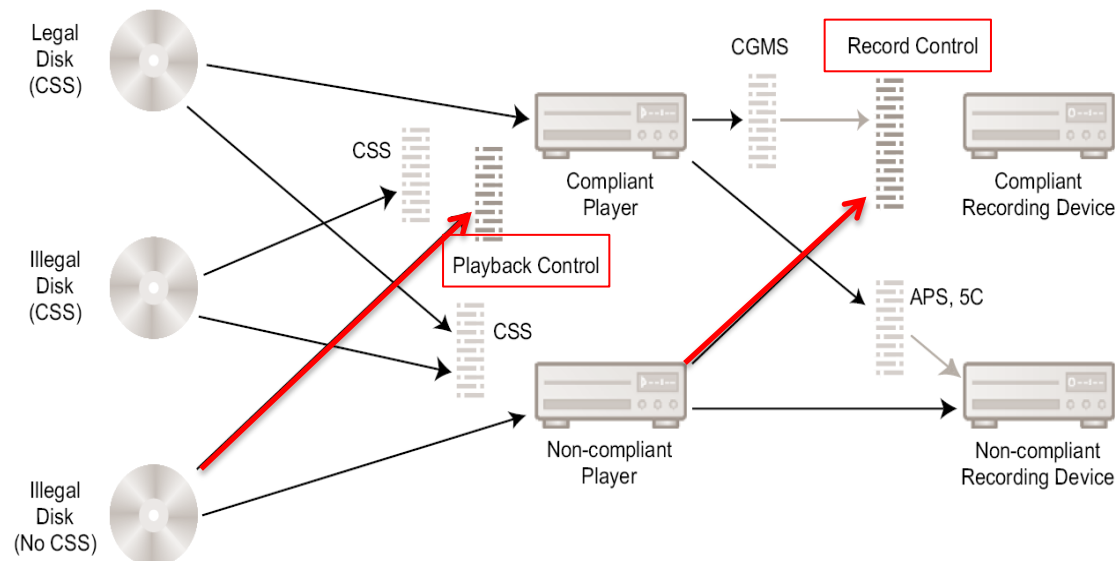 Legal
Disk
(CSS)
CGMS
Record Control
CSS
Compliant
Player
Compliant
Recording Device
Illegal
Disk
(CSS)
Playback Control
APS, 5C
CSS
Non-compliant
Player
Non-compliant
Recording Device
Illegal
Disk
(No CSS)